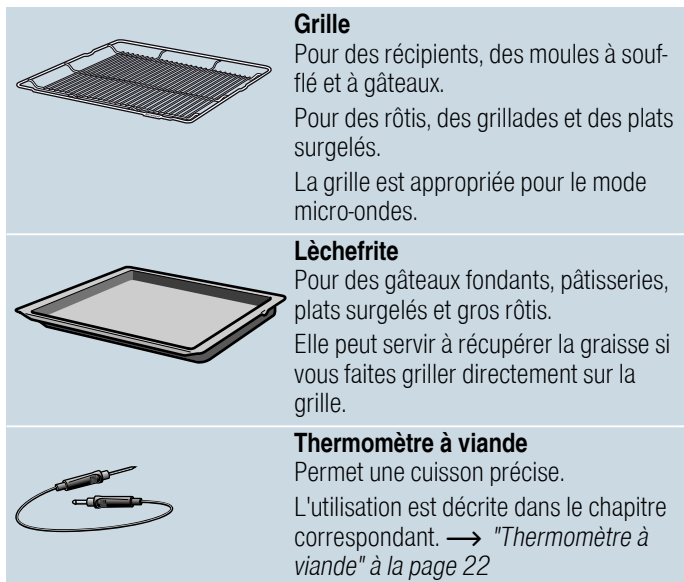 Grille
Pour des récipients, des moules à souf-
flé et à gâteaux.
Pour des rôtis, des grillades et des plats
surgelés.
La grille est appropriée pour le mode
micro-ondes.
Lèchefrite
Pour des gâteaux fondants, pâtisseries,
plats surgelés et gros rôtis.
Elle peut servir à récupérer la graisse si
vous faites griller directement sur la
grille.
Thermomètre à viande
Permet une cuisson précise.
L'utilisation est décrite dans le chapitre
correspondant. ⟶ "Thermomètre à
viande" à la page 22